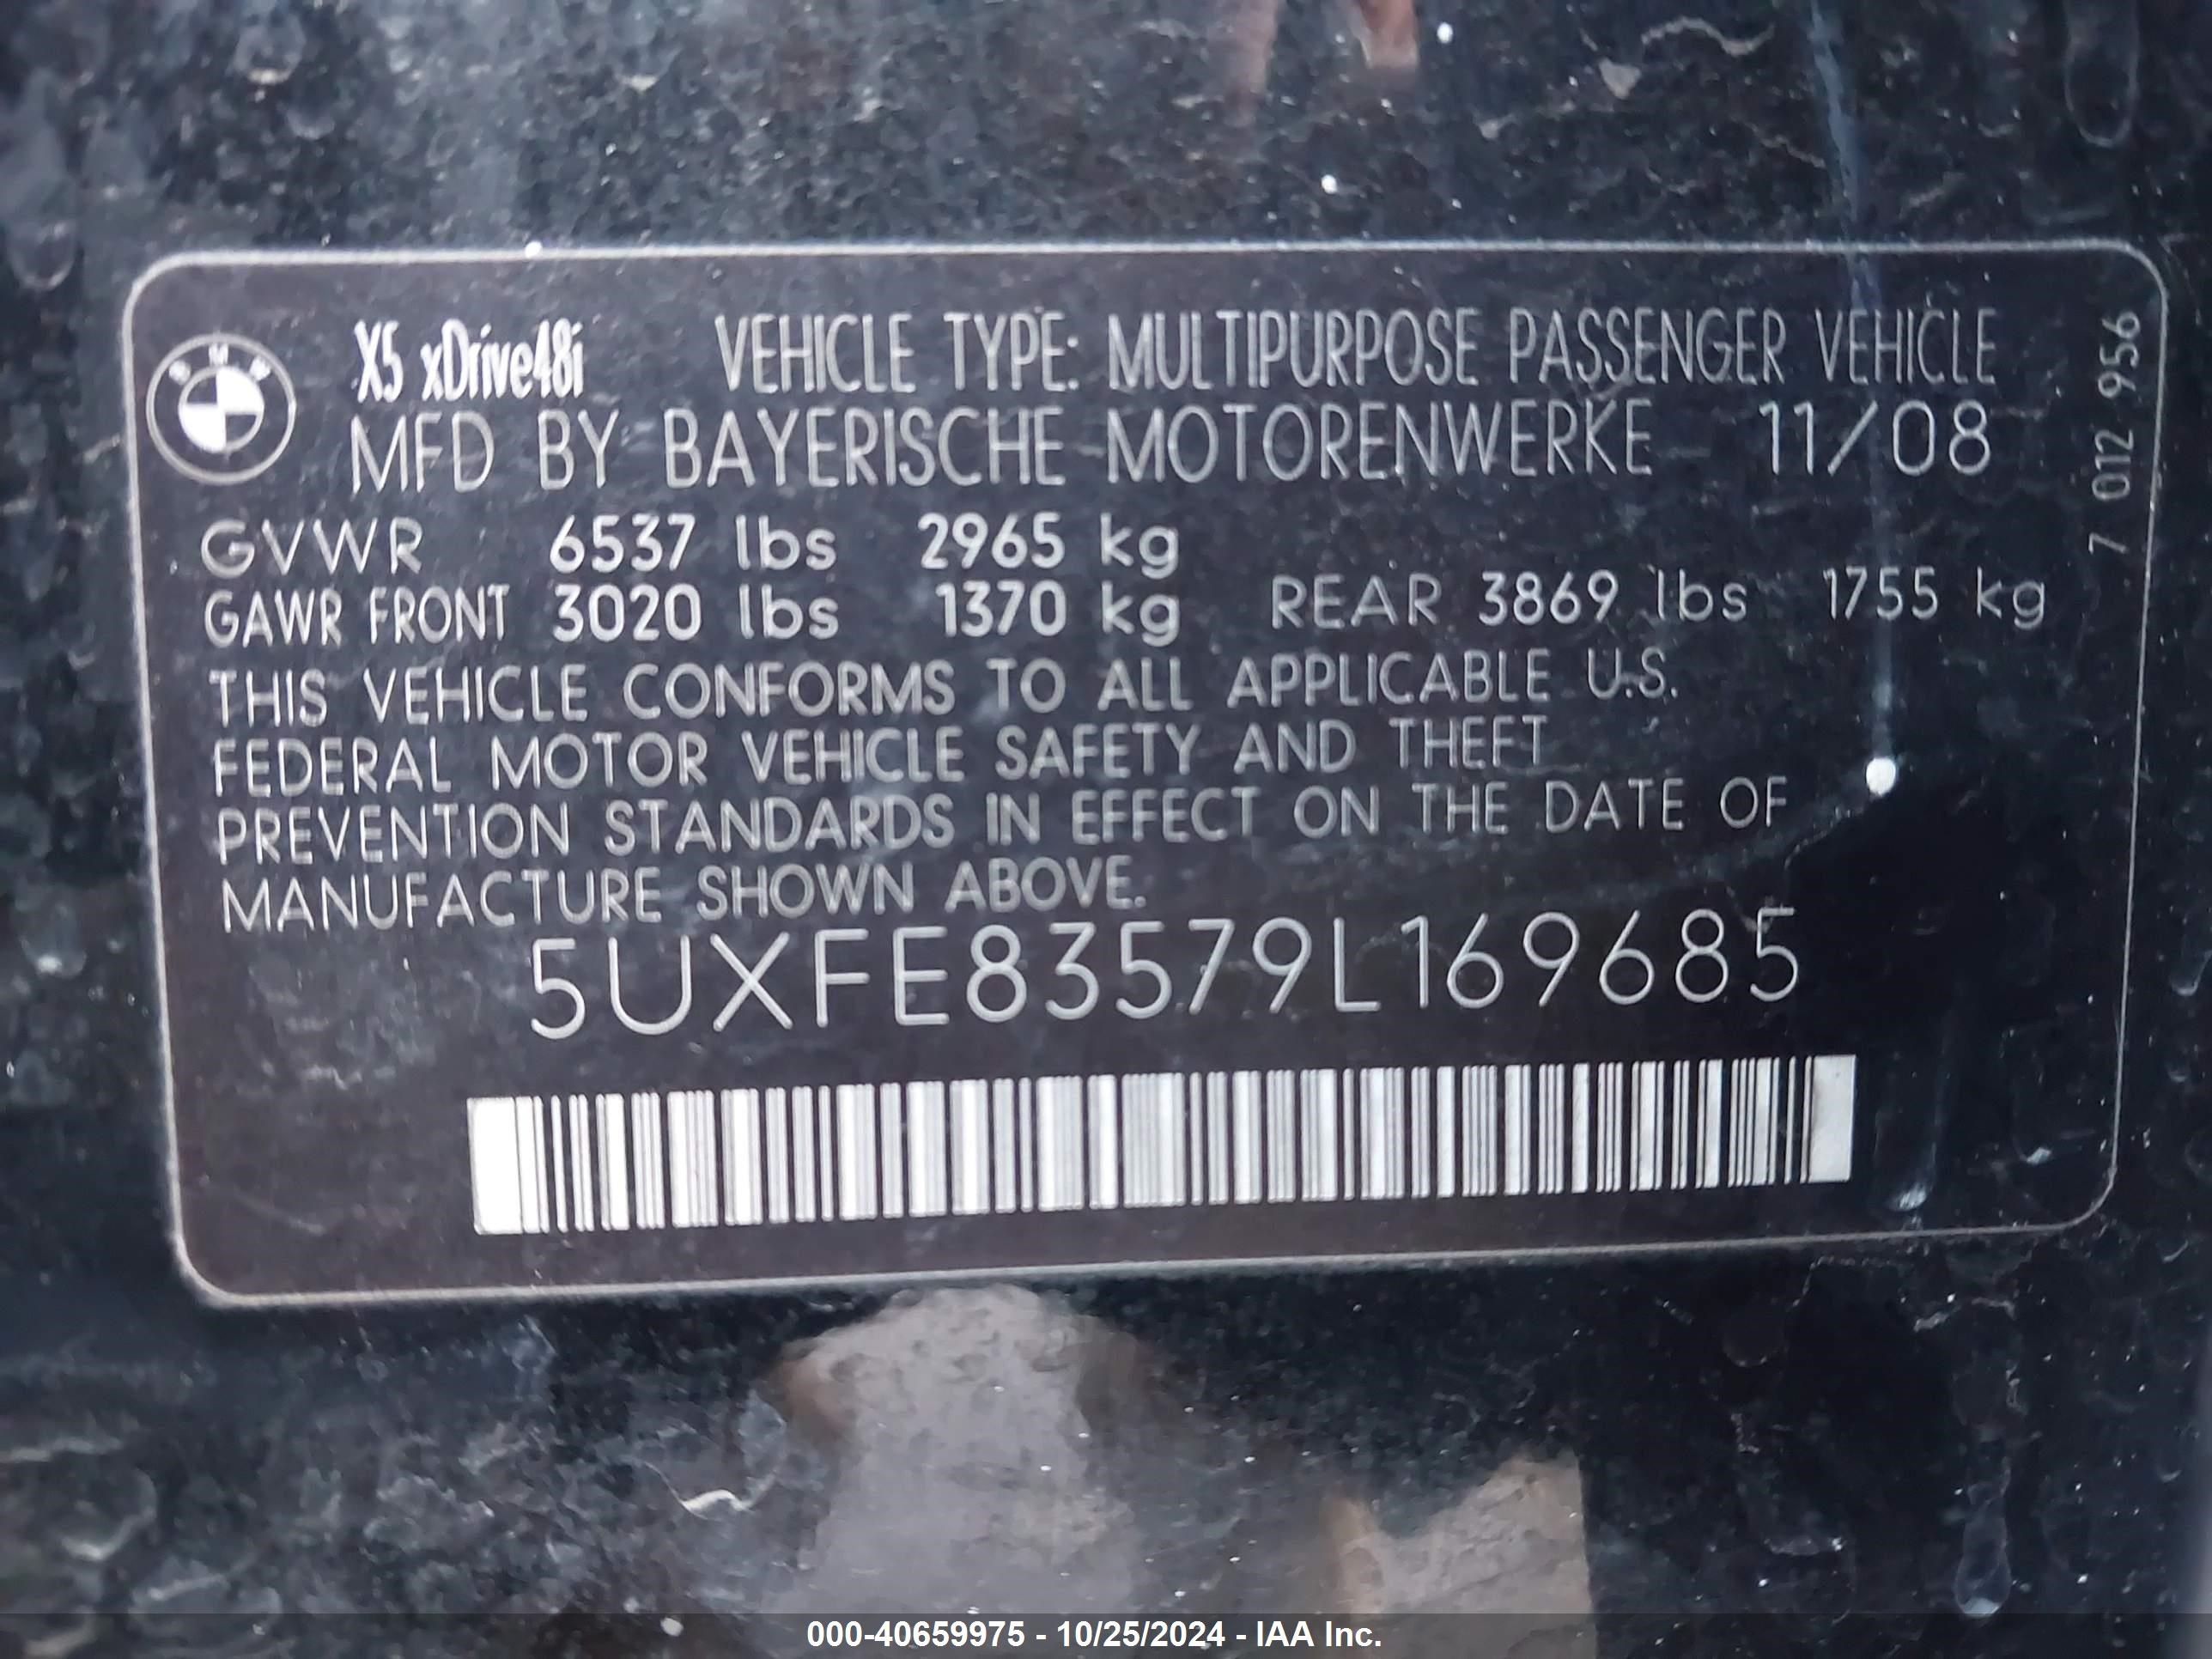 BMW
X5 xDrive48i VEHICLE TYPE: MULTIPURPOSE PASSENGER VEHICLE
MFD BY BAYERISCHE MOTORENWERKE 11/08
GVWR 6537 lbs 2965 kg
GAWR FRONT 3020 lbs 1370 kg REAR 3869 lbs 1755 kg
THIS VEHICLE CONFORMS TO ALL APPLICABLE U.S.
FEDERAL MOTOR VEHICLE SAFETY AND THEFT
PREVENTION STANDARDS IN EFFECT ON THE DATE OF
MANUFACTURE SHOWN ABOVE.
5UXFE83579L169685
7 012 956
000-40659975 - 10/25/2024 - IAA Inc.